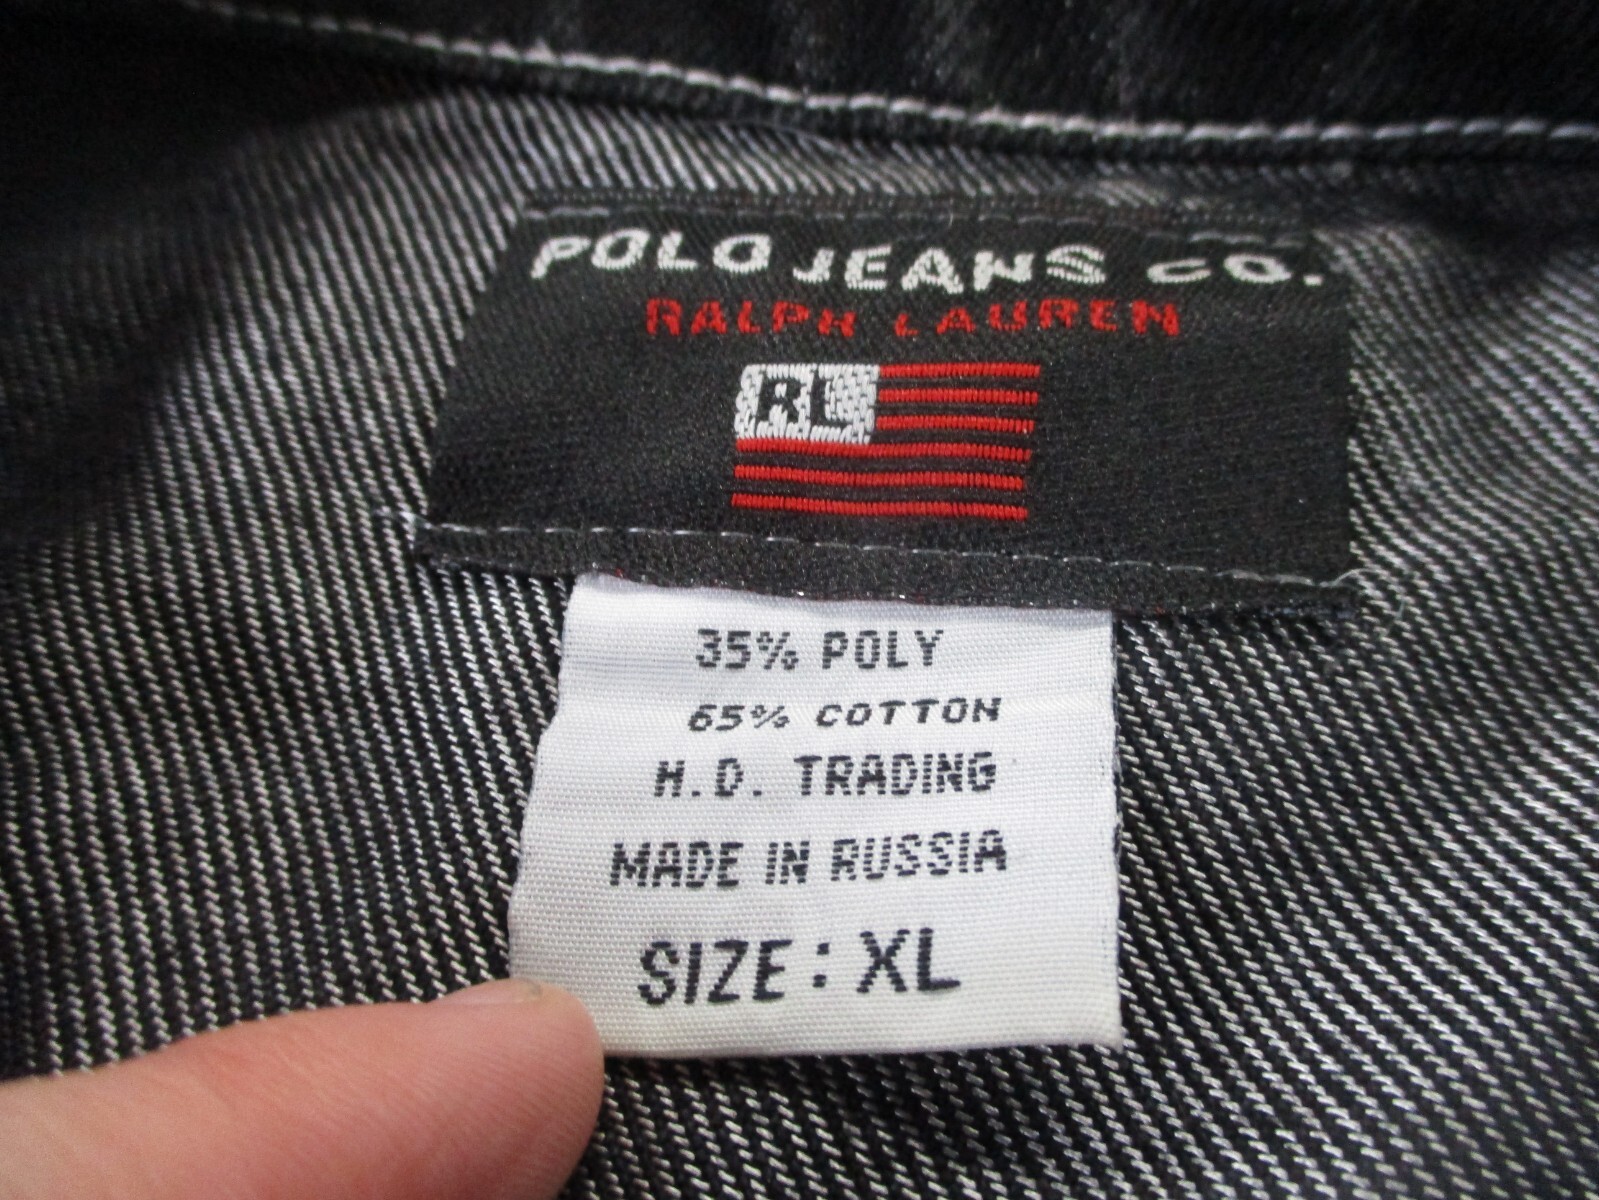 POLO JEANS CO.
RALPH LAUREN
RL
35% POLY
65% COTTON
H.D. TRADING
MADE IN RUSSIA
SIZE: XL